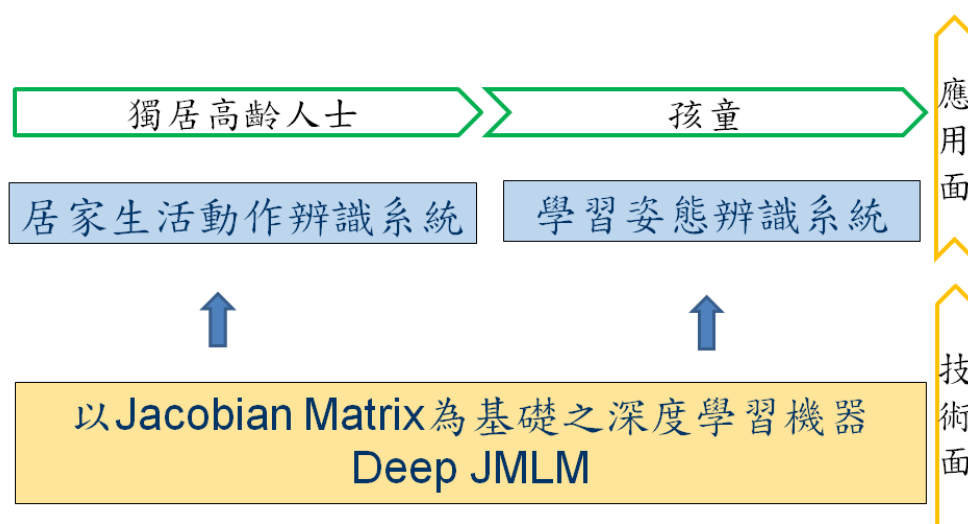 獨居高齡人士
孩童
居家生活動作辨識系統
學習姿態辨識系統
以Jacobian Matrix為基礎之深度學習機器
Deep JMLM
應用面
技術面